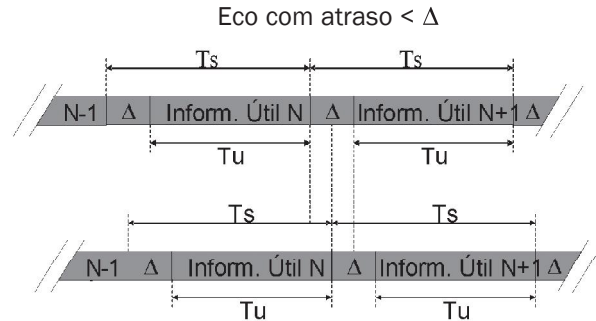 Eco com atraso < Δ
Ts Ts
N-1 Δ Inform. Útil N Δ Inform. Útil N+1 Δ
Tu Tu
Ts Ts
N-1 Δ Inform. Útil N Δ Inform. Útil N+1 Δ
Tu Tu